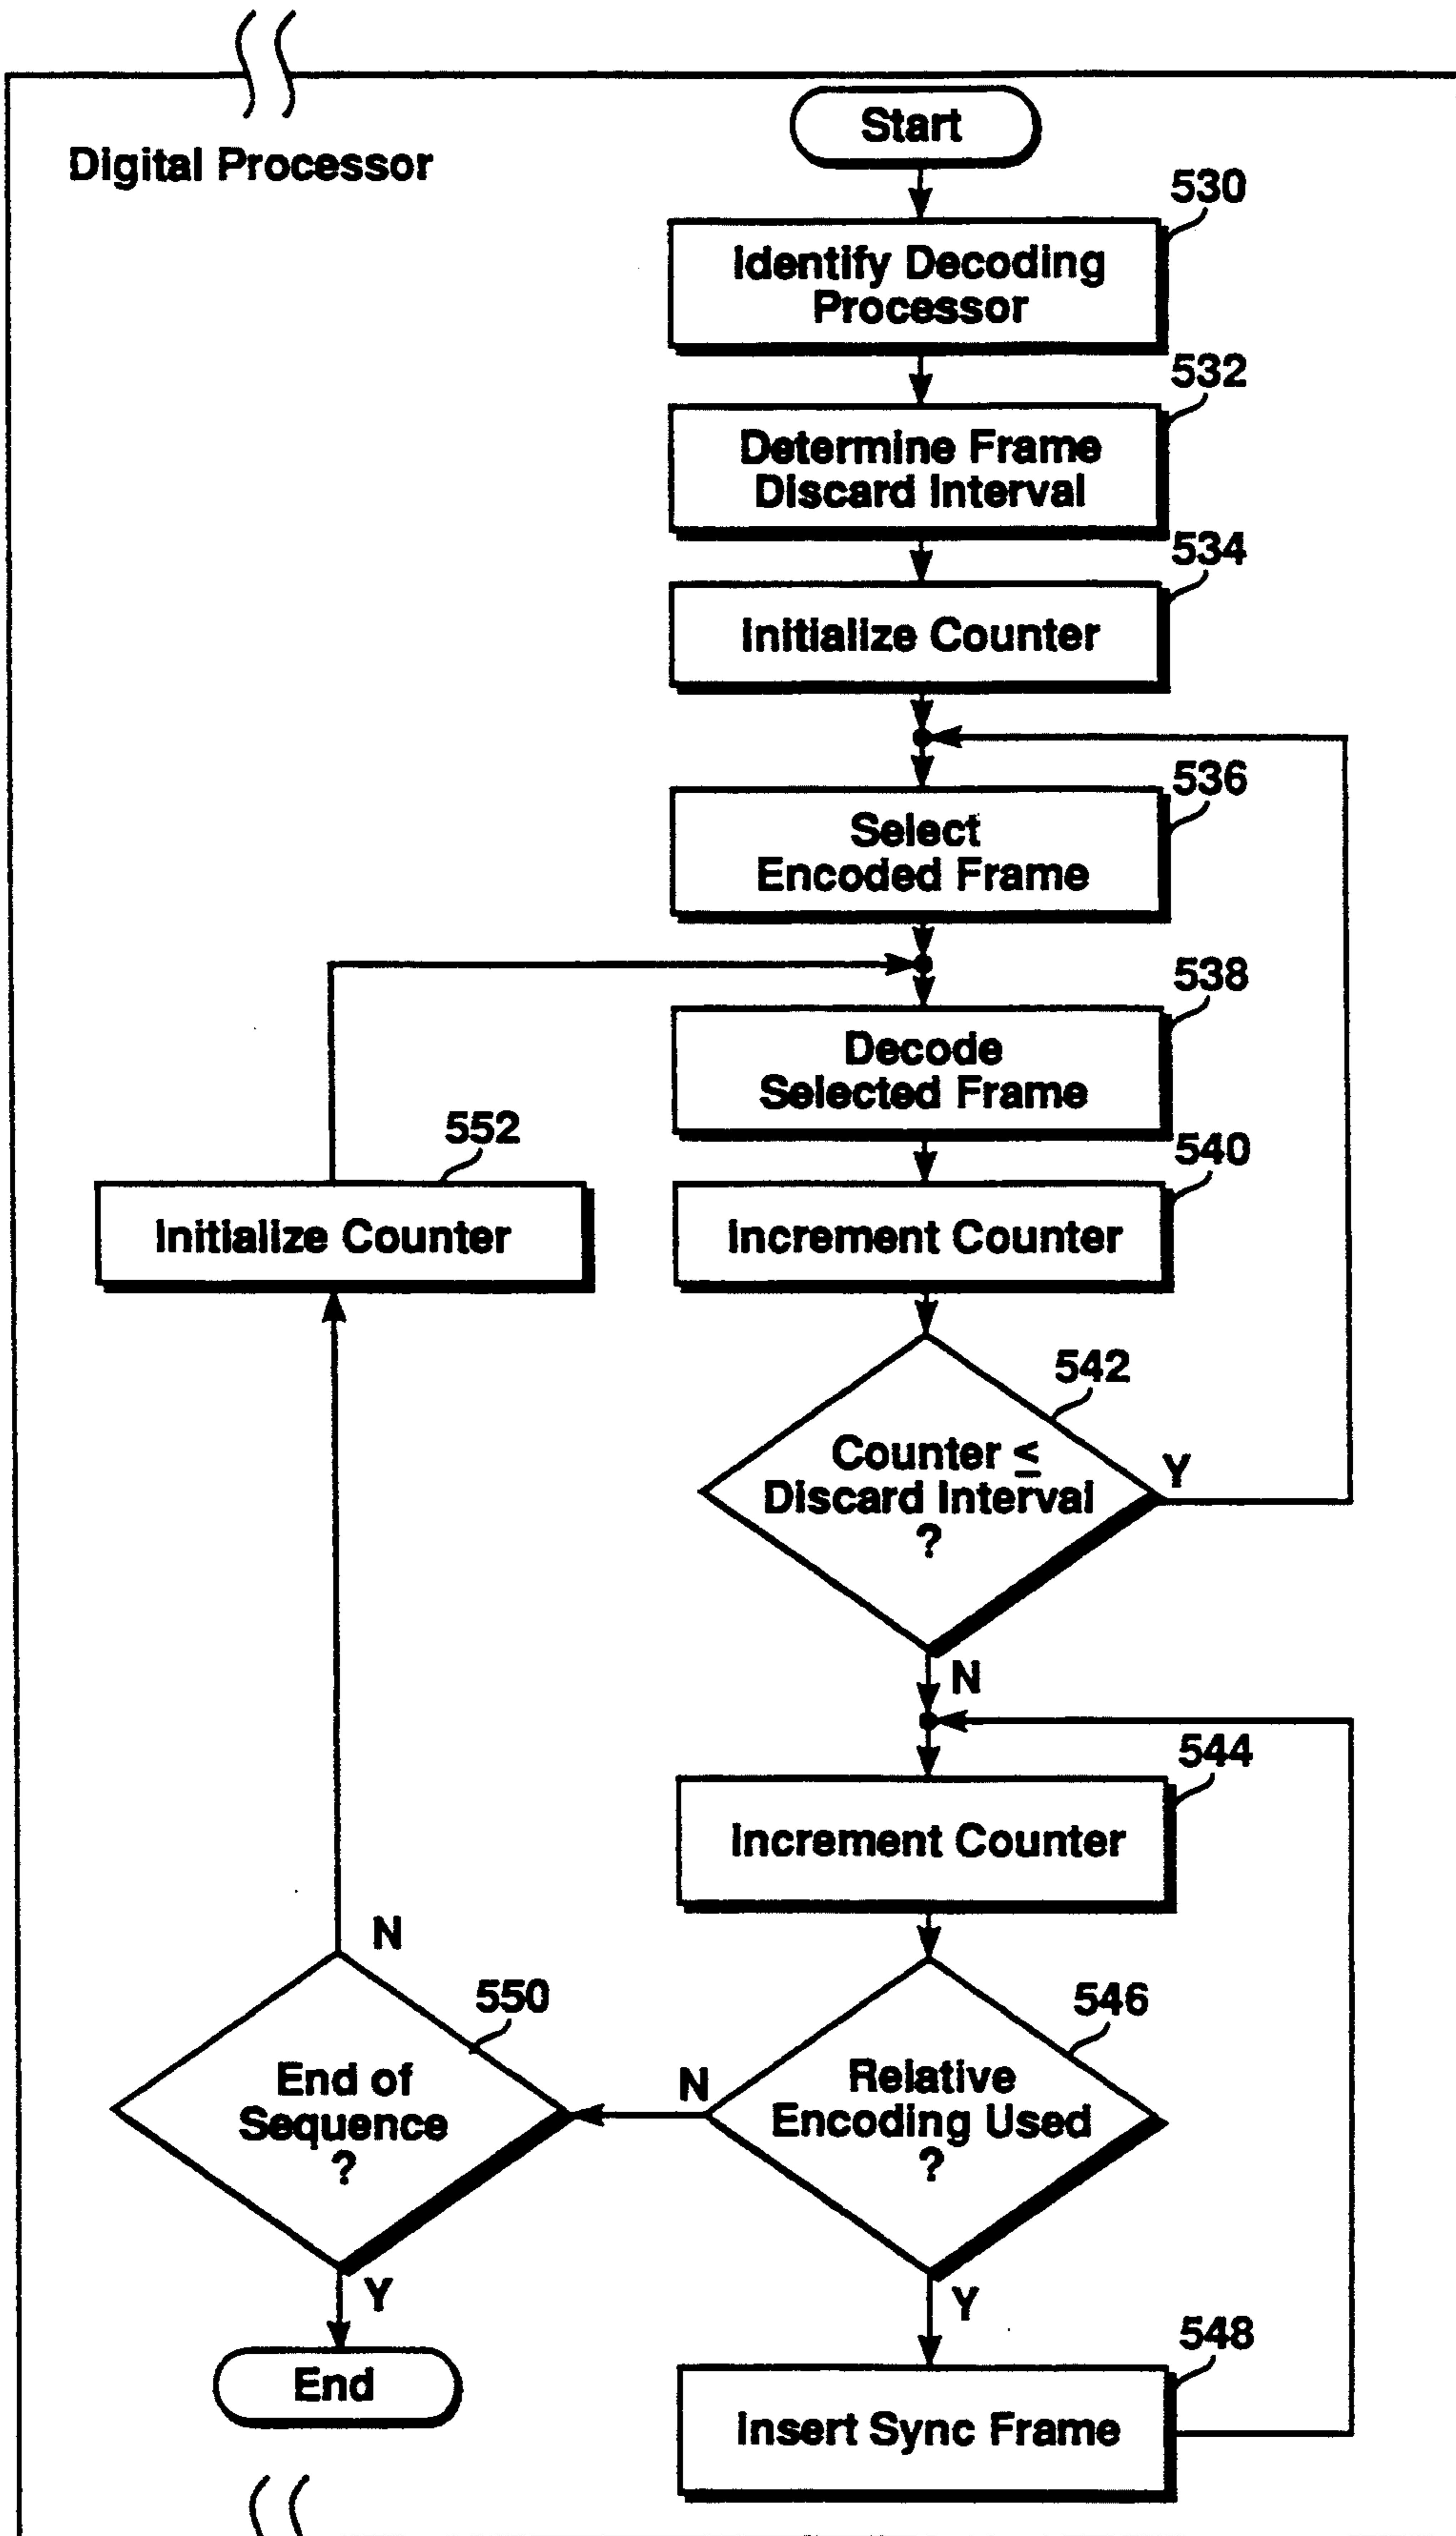 Digital Processor
Start
530
Identify Decoding
Processor
532
Determine Frame
Discard Interval
534
Initialize Counter
536
Select
Encoded Frame
538
Decode
Selected Frame
552
Initialize Counter
540
Increment Counter
542
Counter ≤
Discard Interval
?
Y
N
544
Increment Counter
546
Relative
Encoding Used
?
N
Y
550
End of
Sequence
?
N
Y
End
548
Insert Sync Frame